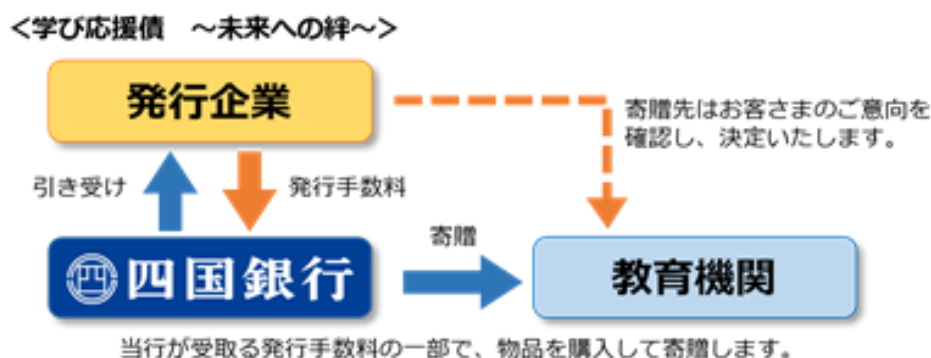 ＜学び応援債　～未来への絆～＞
発行企業
寄贈先はお客さまのご意向を
確認し、決定いたします。
引き受け
発行手数料
寄贈
四国銀行
教育機関
当行が受取る発行手数料の一部で、物品を購入して寄贈します。